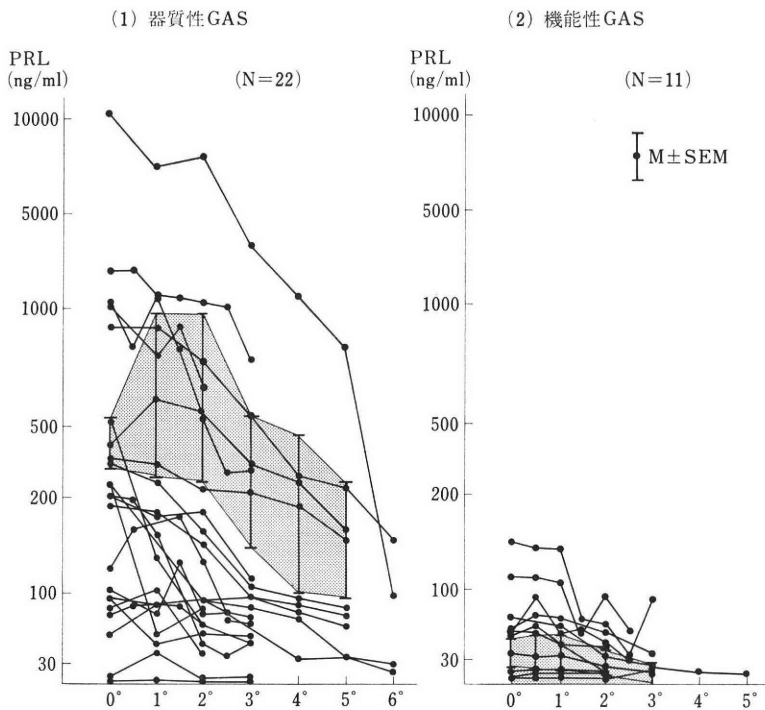 (1) 器質性GAS
PRL
(ng/ml)
(N=22)
10000
5000
1000
500
200
100
30
0° 1° 2° 3° 4° 5° 6°
(2) 機能性GAS
PRL
(ng/ml)
(N=11)
M±SEM
10000
5000
1000
500
200
100
30
0° 1° 2° 3° 4° 5°